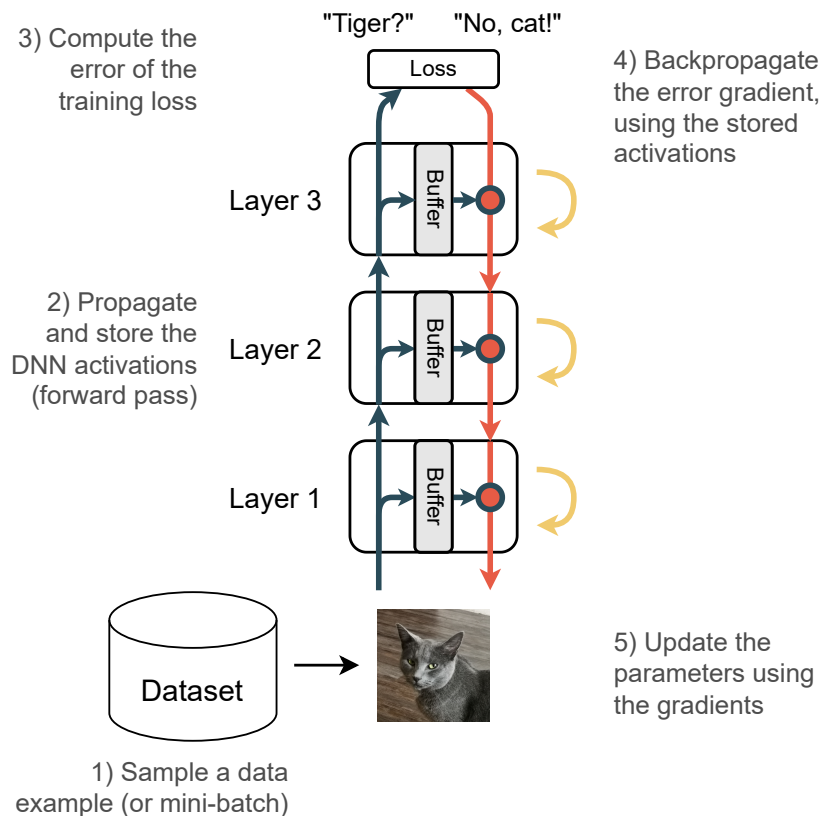 "Tiger?" "No, cat!"
3) Compute the
error of the
training loss
Loss
4) Backpropagate
the error gradient,
using the stored
activations
Layer 3
Buffer
2) Propagate
and store the
DNN activations
(forward pass)
Layer 2
Buffer
Layer 1
Buffer
Dataset
5) Update the
parameters using
the gradients
1) Sample a data
example (or mini-batch)